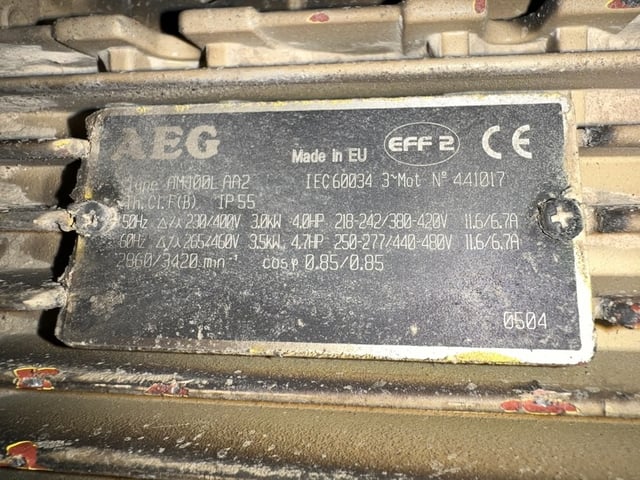 AEG
Made in EU
EFF 2
CE
Type AM100L AA2 IEC60034 3~Mot N° 441017
Th.Cl.F(B) IP 55
50Hz △/⅄ 230/400V 3.0kW 4.0HP 218-242/380-420V 11.6/6.7A
60Hz △/⅄ 265/460V 3.5kW 4.7HP 250-277/440-480V 11.6/6.7A
2860/3420 min⁻¹ cosφ 0.85/0.85
0504